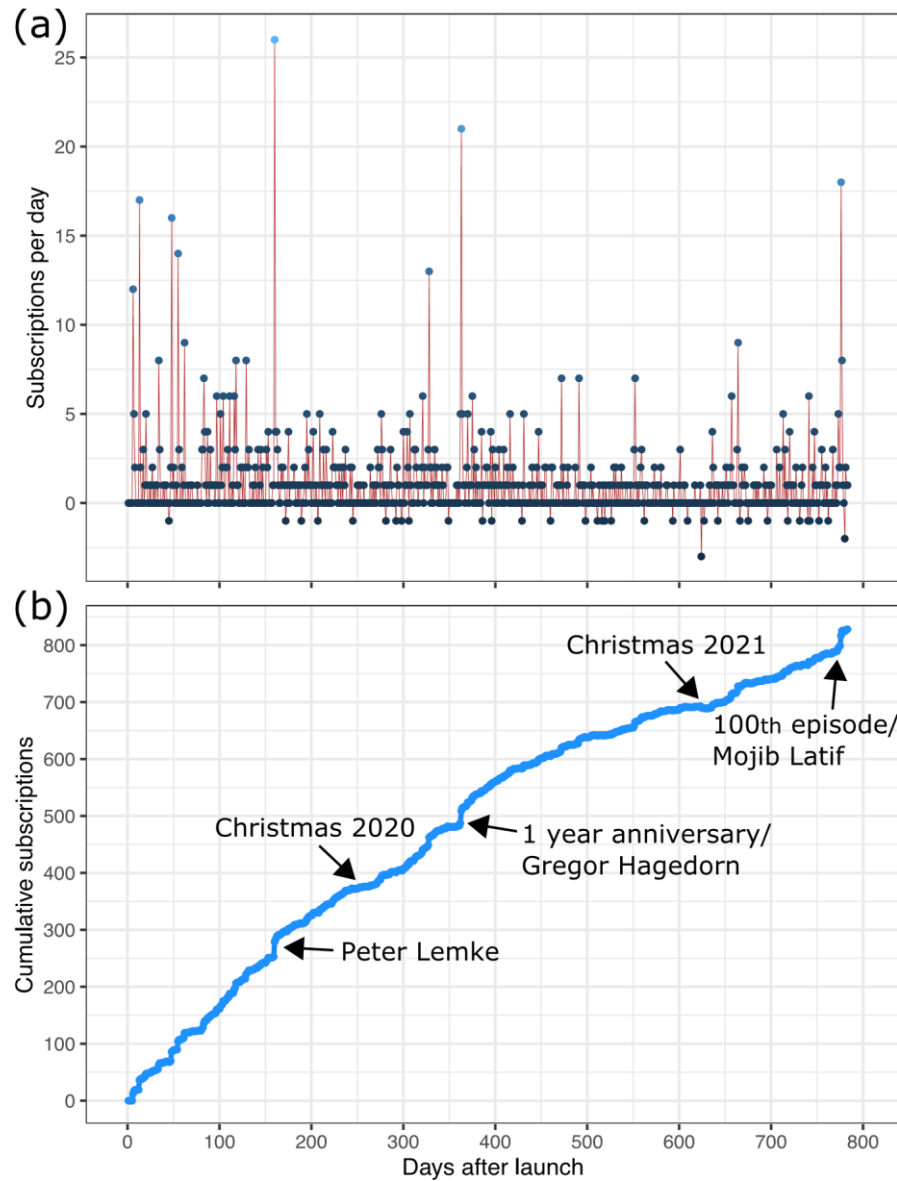 (a)
25
20
15
10
5
0
Subscriptions per day
(b)
800
700
600
500
400
300
200
100
0
Cumulative subscriptions
Christmas 2021
100th episode/
Mojib Latif
Christmas 2020
1 year anniversary/
Gregor Hagedorn
Peter Lemke
0 100 200 300 400 500 600 700 800
Days after launch